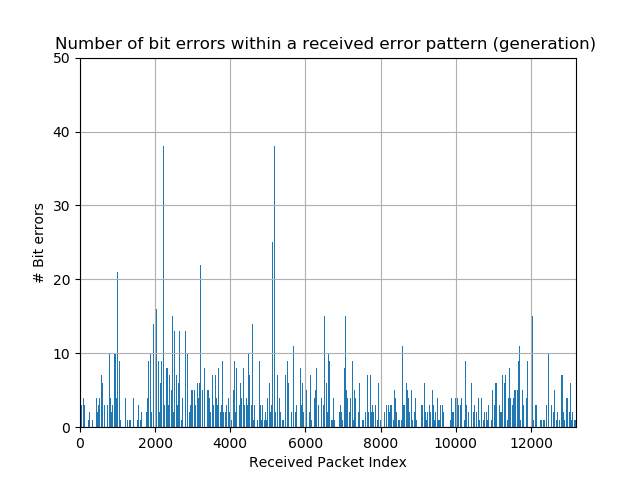 Number of bit errors within a received error pattern (generation)
50
40
30
20
10
0
# Bit errors
0 2000 4000 6000 8000 10000 12000
Received Packet Index